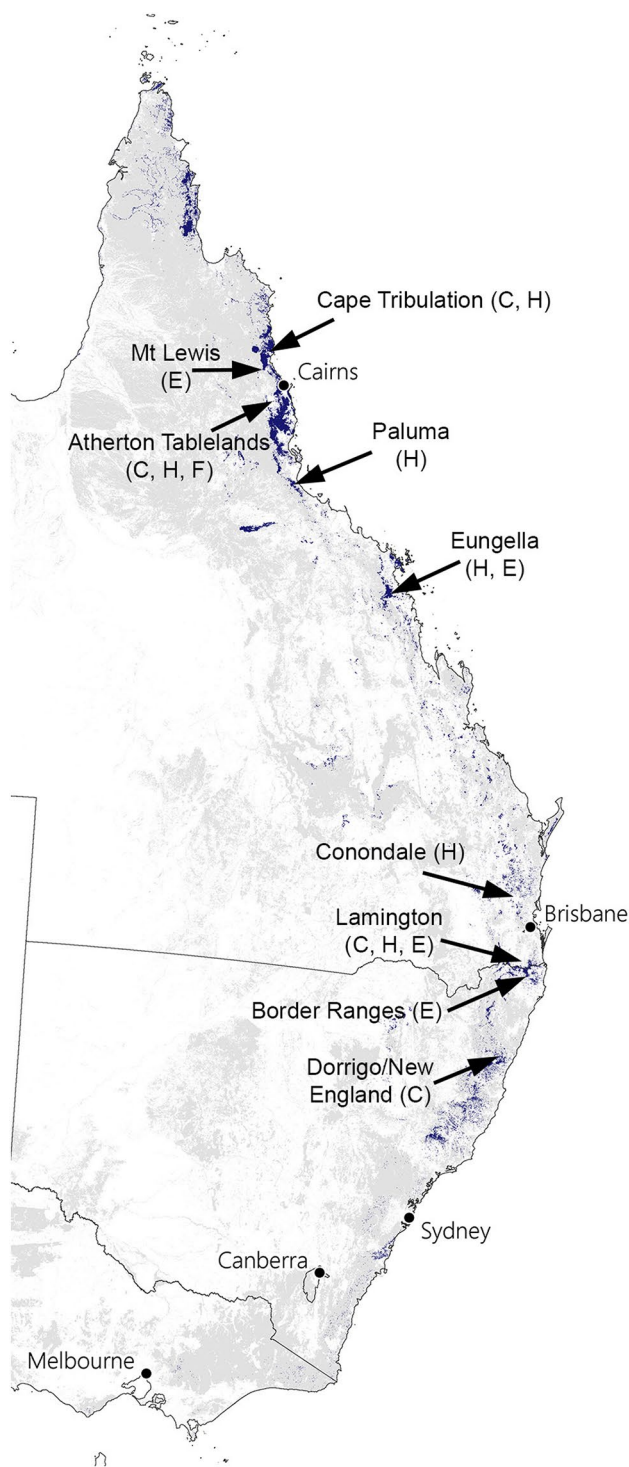 Cape Tribulation (C, H)
Mt Lewis
(E)
Cairns
Atherton Tablelands
(C, H, F)
Paluma
(H)
Eungella
(H, E)
Conondale (H)
Brisbane
Lamington
(C, H, E)
Border Ranges (E)
Dorrigo/New
England (C)
Sydney
Canberra
Melbourne